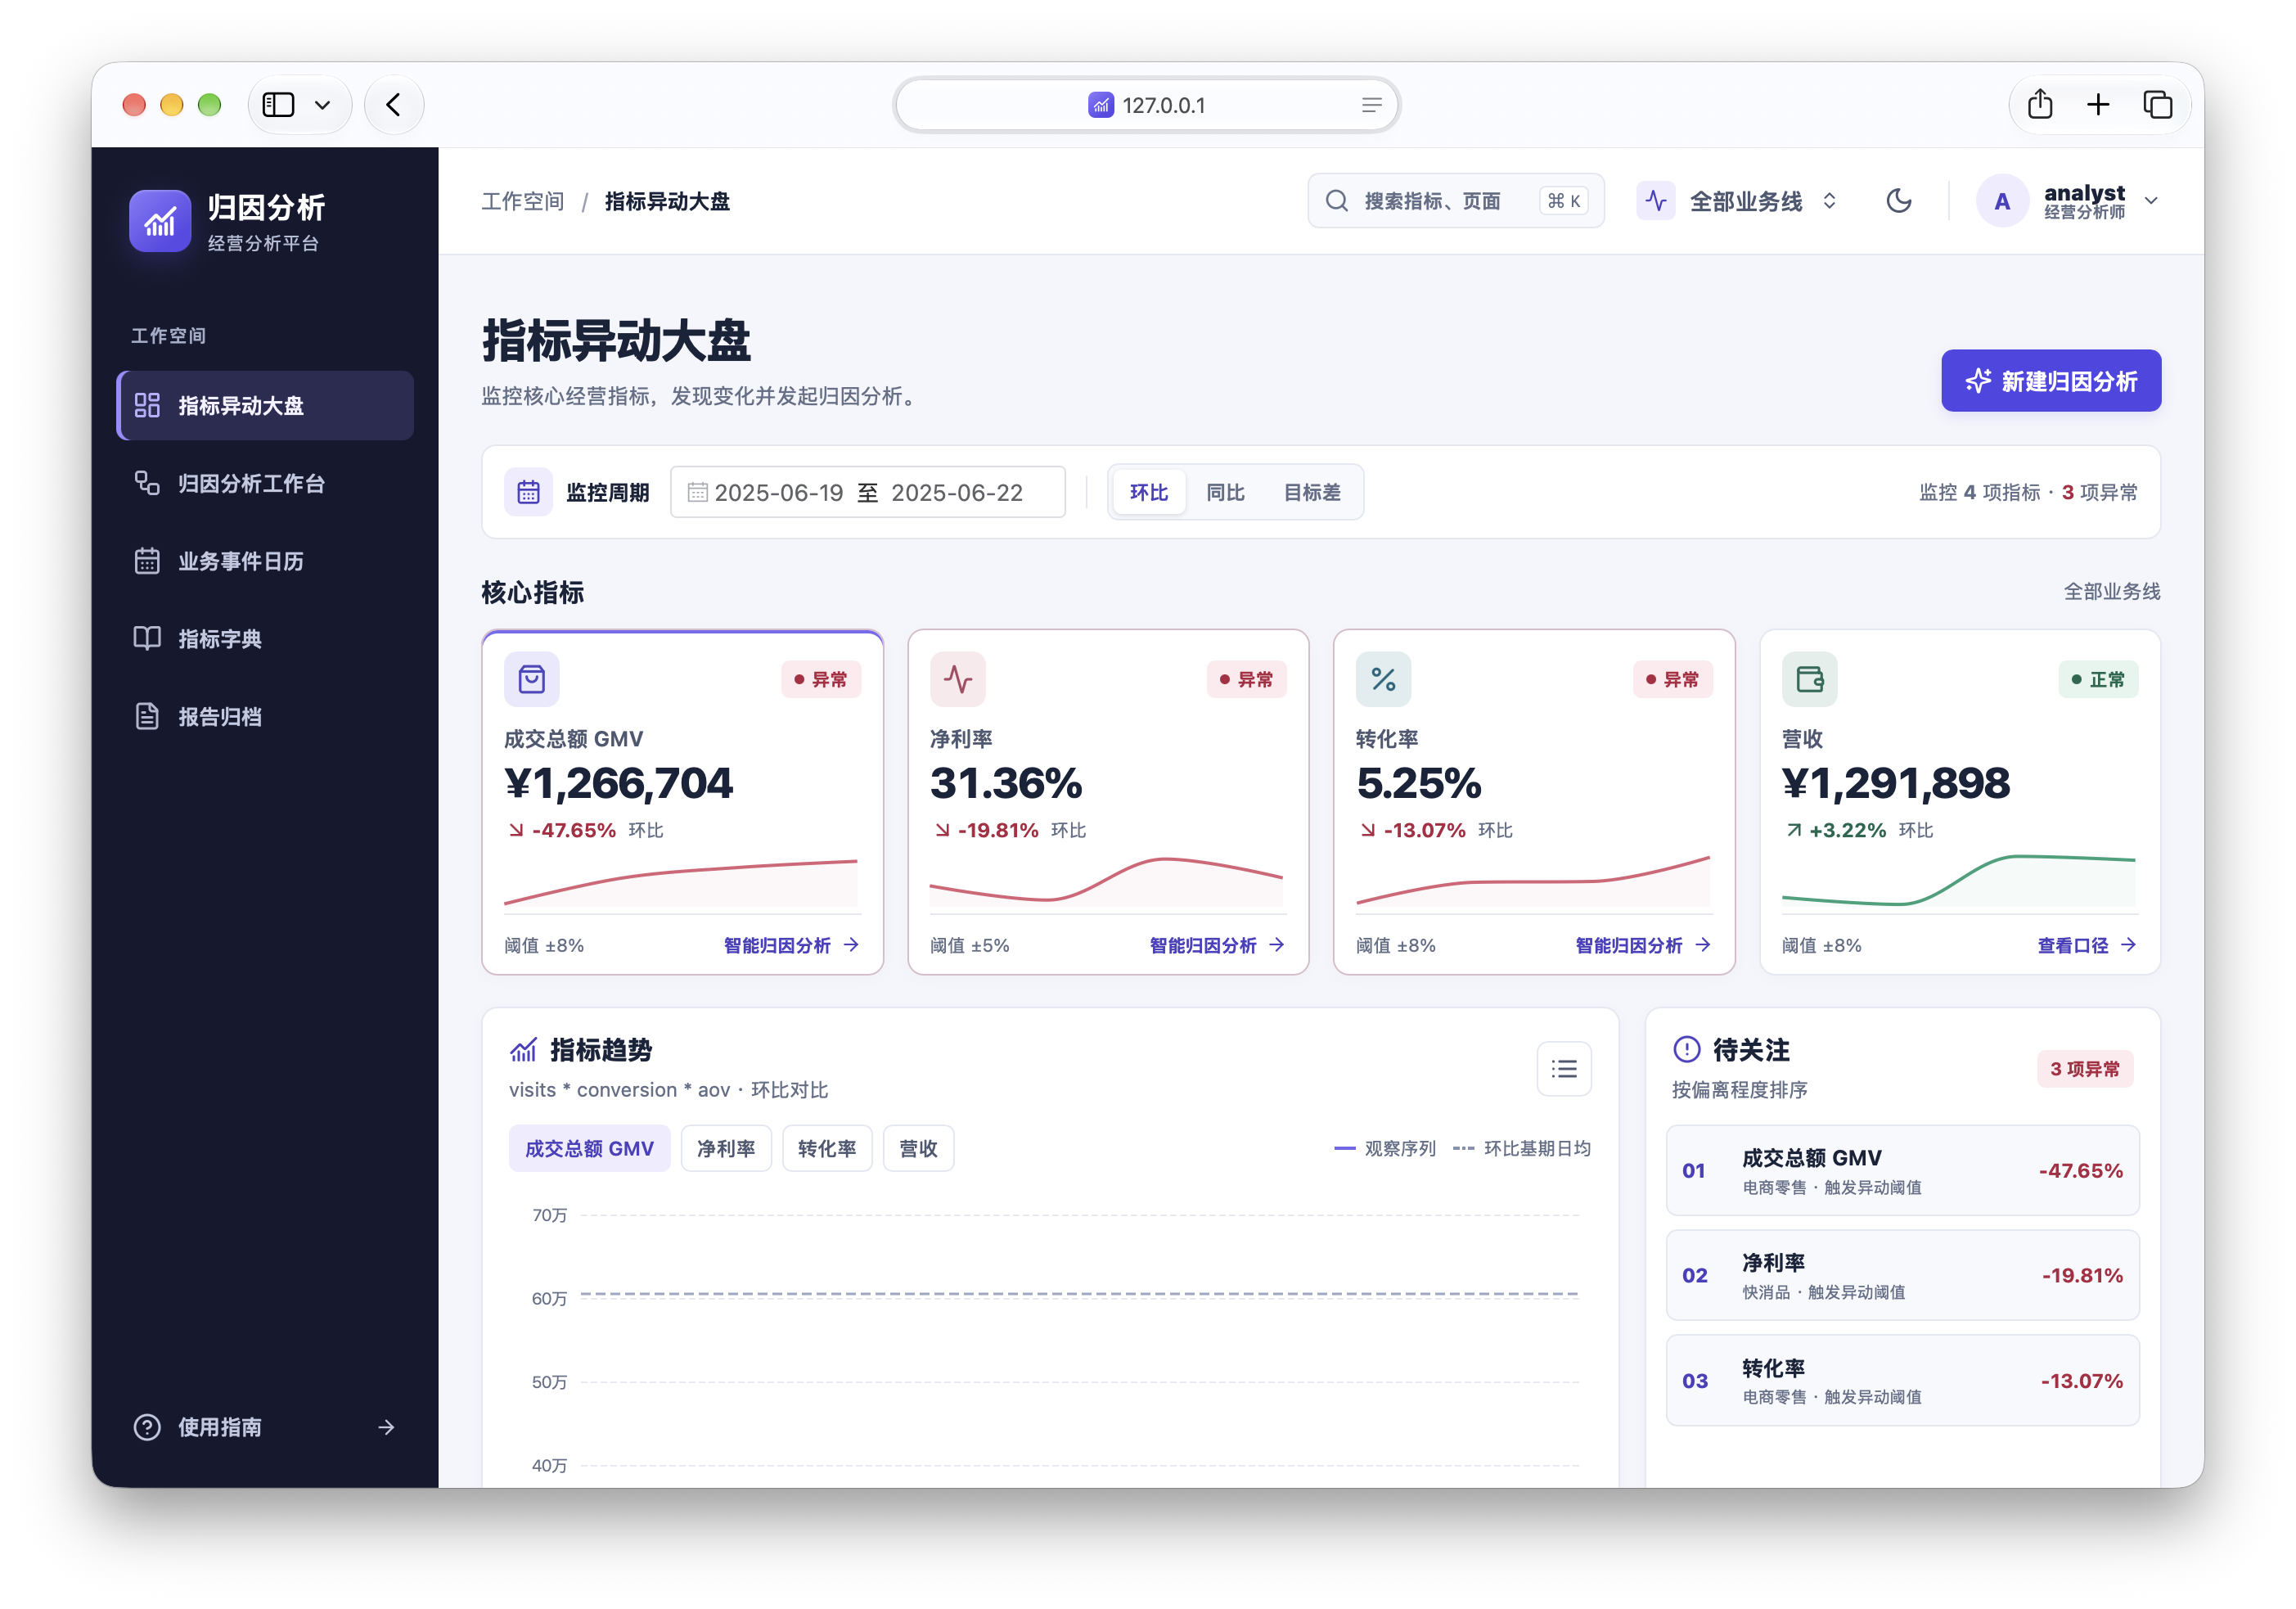 127.0.0.1
归因分析
经营分析平台
工作空间
指标异动大盘
归因分析工作台
业务事件日历
指标字典
报告归档
使用指南
工作空间 / 指标异动大盘
搜索指标、页面 ⌘ K
全部业务线
A
analyst
经营分析师
指标异动大盘
监控核心经营指标，发现变化并发起归因分析。
新建归因分析
监控周期
2025-06-19 至 2025-06-22
环比 同比 目标差
监控 4 项指标 · 3 项异常
核心指标
全部业务线
异常
成交总额 GMV
¥1,266,704
-47.65% 环比
阈值 ±8%
智能归因分析
异常
净利率
31.36%
-19.81% 环比
阈值 ±5%
智能归因分析
异常
转化率
5.25%
-13.07% 环比
阈值 ±8%
智能归因分析
正常
营收
¥1,291,898
+3.22% 环比
阈值 ±8%
查看口径
指标趋势
visits * conversion * aov · 环比对比
成交总额 GMV 净利率 转化率 营收
观察序列 环比基期日均
70万
60万
50万
40万
待关注
按偏离程度排序
3 项异常
01
成交总额 GMV
电商零售 · 触发异动阈值
-47.65%
02
净利率
快消品 · 触发异动阈值
-19.81%
03
转化率
电商零售 · 触发异动阈值
-13.07%